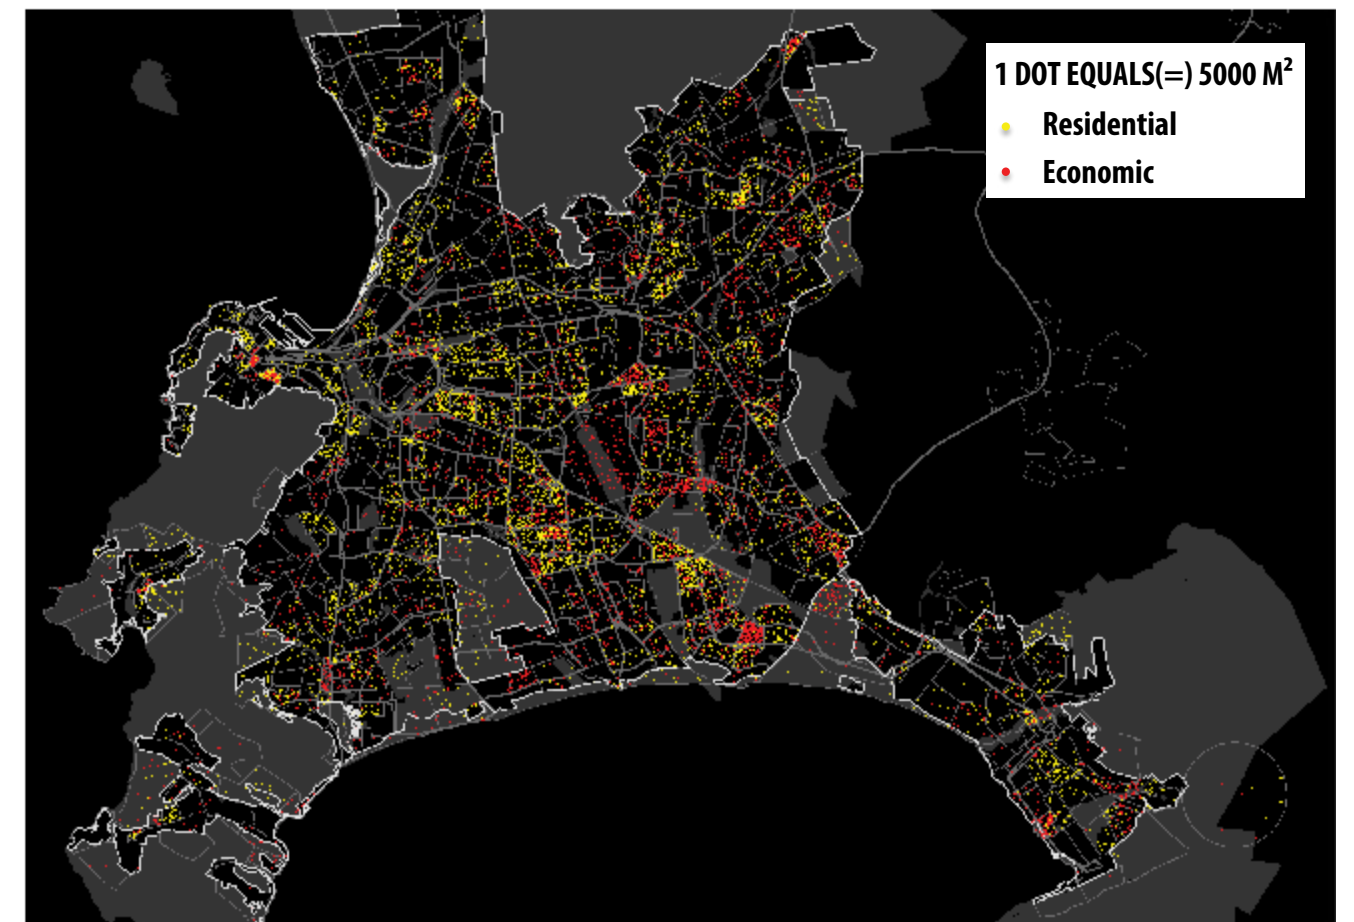 1 DOT EQUALS(=) 5000 M²
Residential
Economic